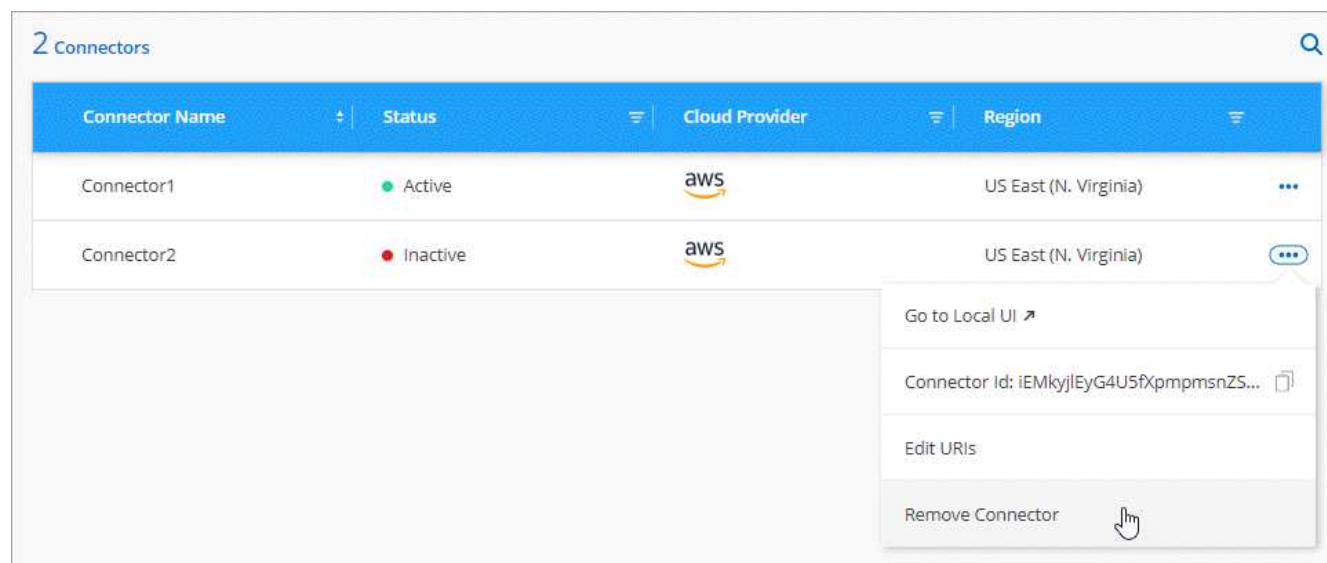 2 Connectors
Connector Name Status Cloud Provider Region
Connector1 Active aws US East (N. Virginia)
Connector2 Inactive aws US East (N. Virginia)
Go to Local UI
Connector Id: iEMkyjlEyG4U5fXpmpmsnZS...
Edit URIs
Remove Connector